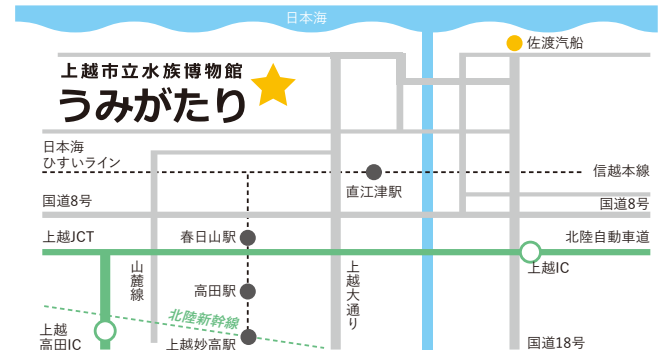 日本海
佐渡汽船
上越市立水族博物館
うみがたり
日本海
ひすいライン
信越本線
直江津駅
国道8号
国道8号
上越JCT
春日山駅
北陸自動車道
上越IC
山麓線
上越大通り
高田駅
北陸新幹線
上越
高田IC
上越妙高駅
国道18号